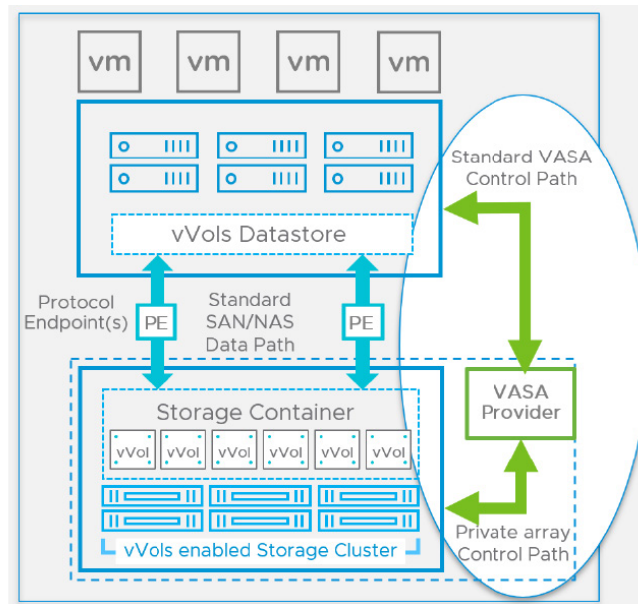 vm
vm
vm
vm
Standard VASA
Control Path
vVols Datastore
Protocol
Endpoint(s)
PE
Standard
SAN/NAS
Data Path
PE
VASA
Provider
Storage Container
vVol
vVol
vVol
vVol
vVol
vVol
vVols enabled Storage Cluster
Private array
Control Path